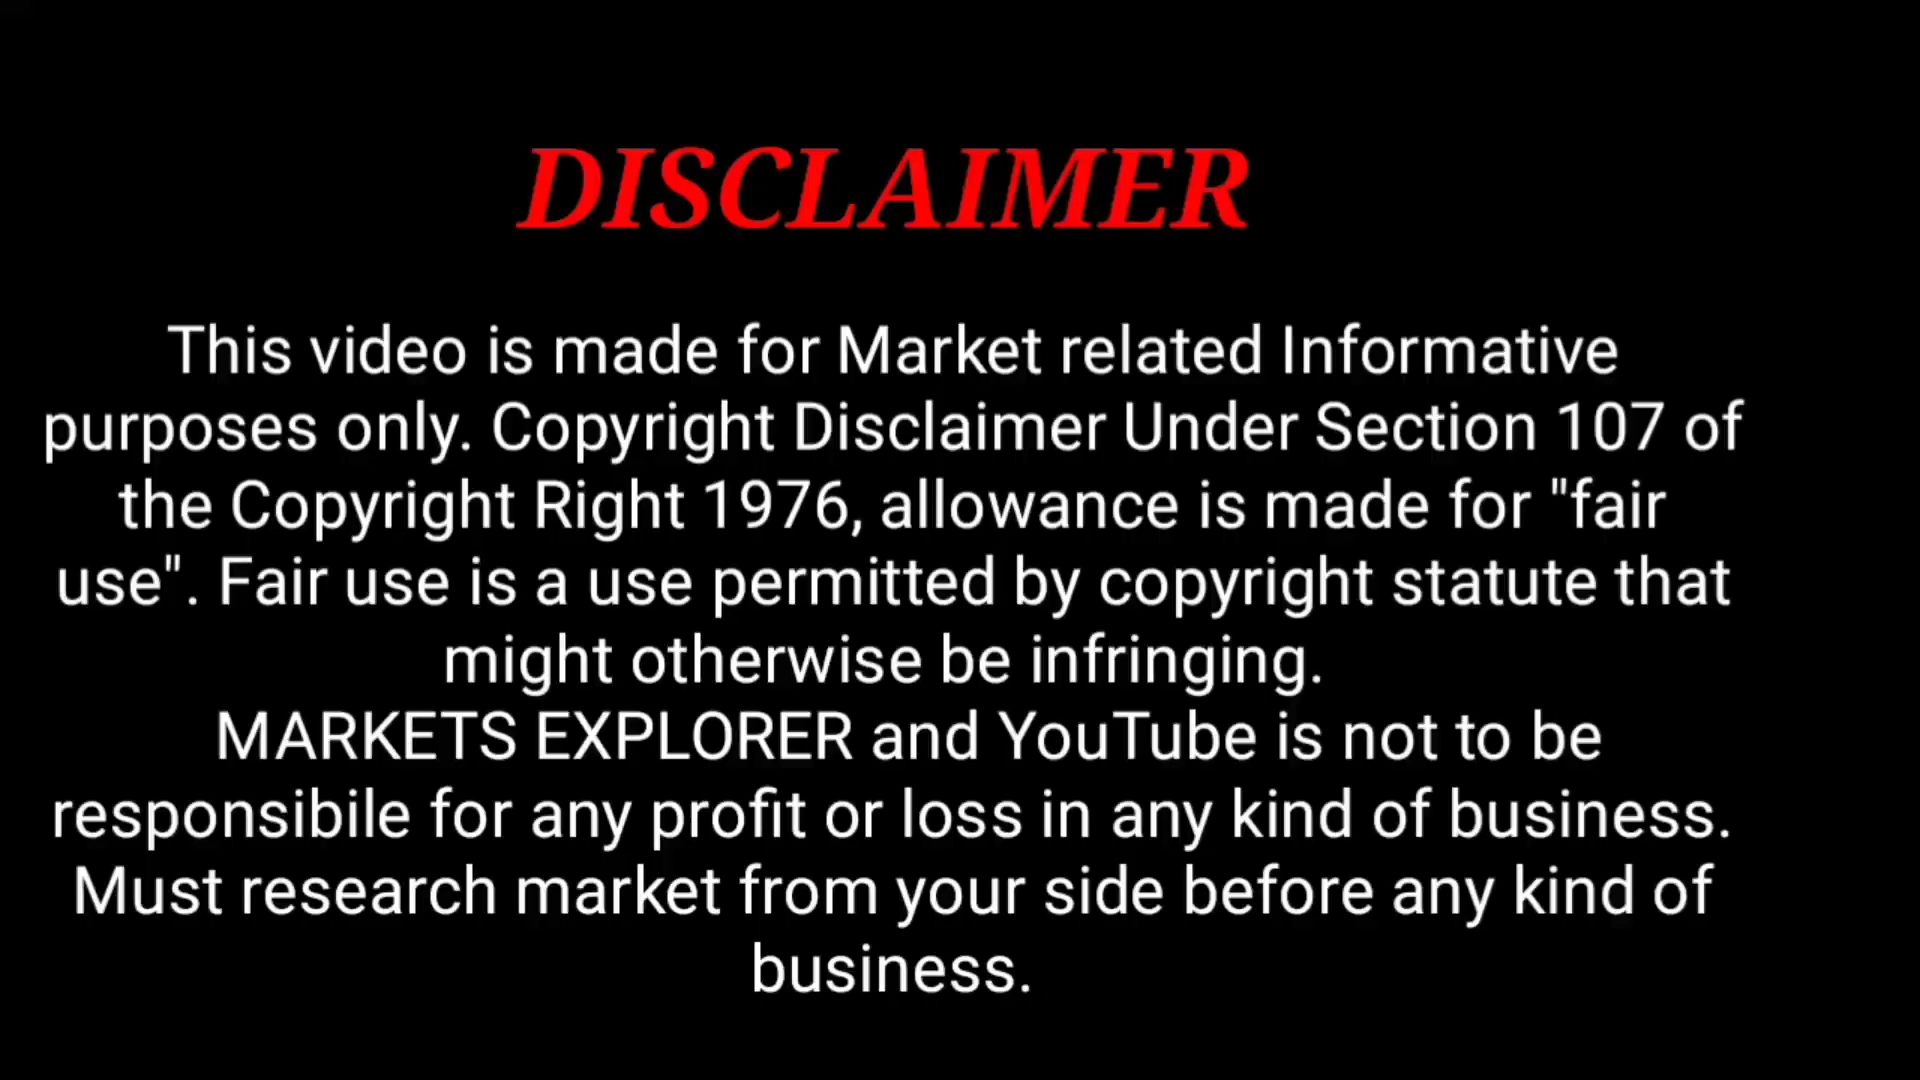 DISCLAIMER
This video is made for Market related Informative
purposes only. Copyright Disclaimer Under Section 107 of
the Copyright Right 1976, allowance is made for "fair
use". Fair use is a use permitted by copyright statute that
might otherwise be infringing.
MARKETS EXPLORER and YouTube is not to be
responsibile for any profit or loss in any kind of business.
Must research market from your side before any kind of
business.